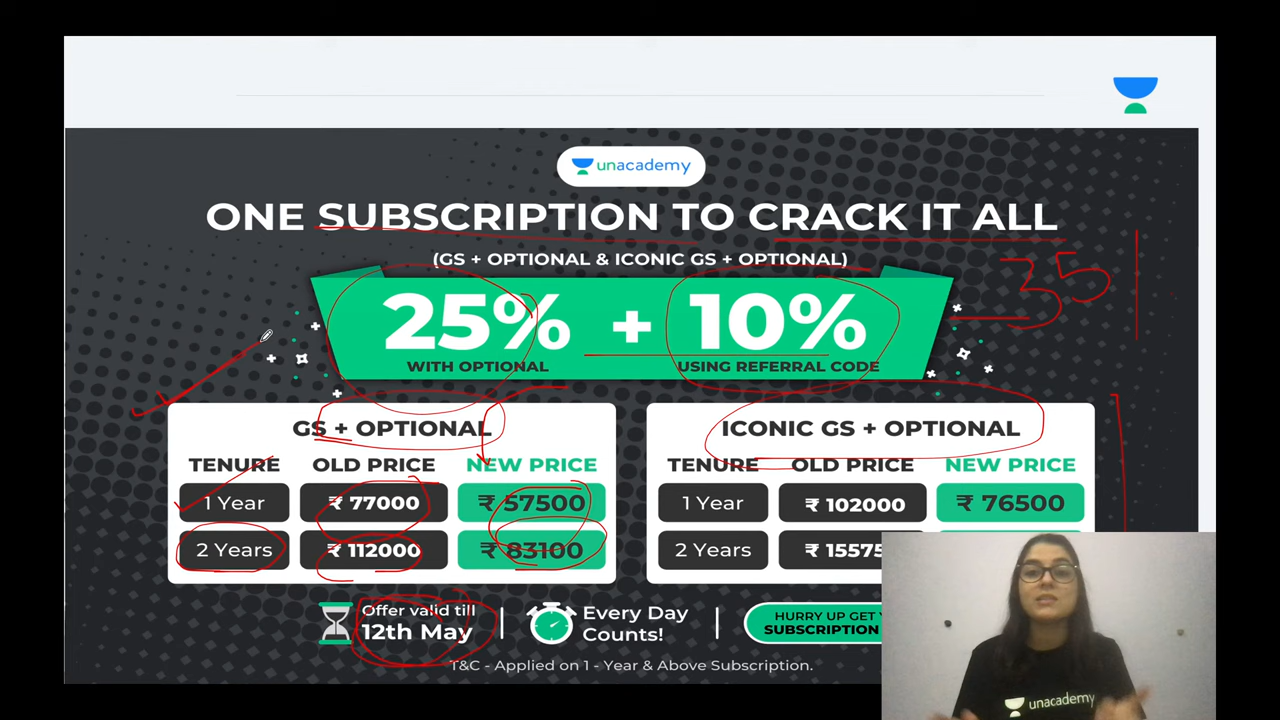 unacademy
ONE SUBSCRIPTION TO CRACK IT ALL
(GS + OPTIONAL & ICONIC GS + OPTIONAL)
25% + 10%
WITH OPTIONAL USING REFERRAL CODE
35
GS + OPTIONAL
TENURE OLD PRICE NEW PRICE
1 Year ₹ 77000 ₹ 57500
2 Years ₹ 112000 ₹ 83100
ICONIC GS + OPTIONAL
TENURE OLD PRICE NEW PRICE
1 Year ₹ 102000 ₹ 76500
2 Years ₹ 15575
Offer valid till
12th May
Every Day
Counts!
HURRY UP GET
SUBSCRIPTION
T&C - Applied on 1 - Year & Above Subscription.
unacademy